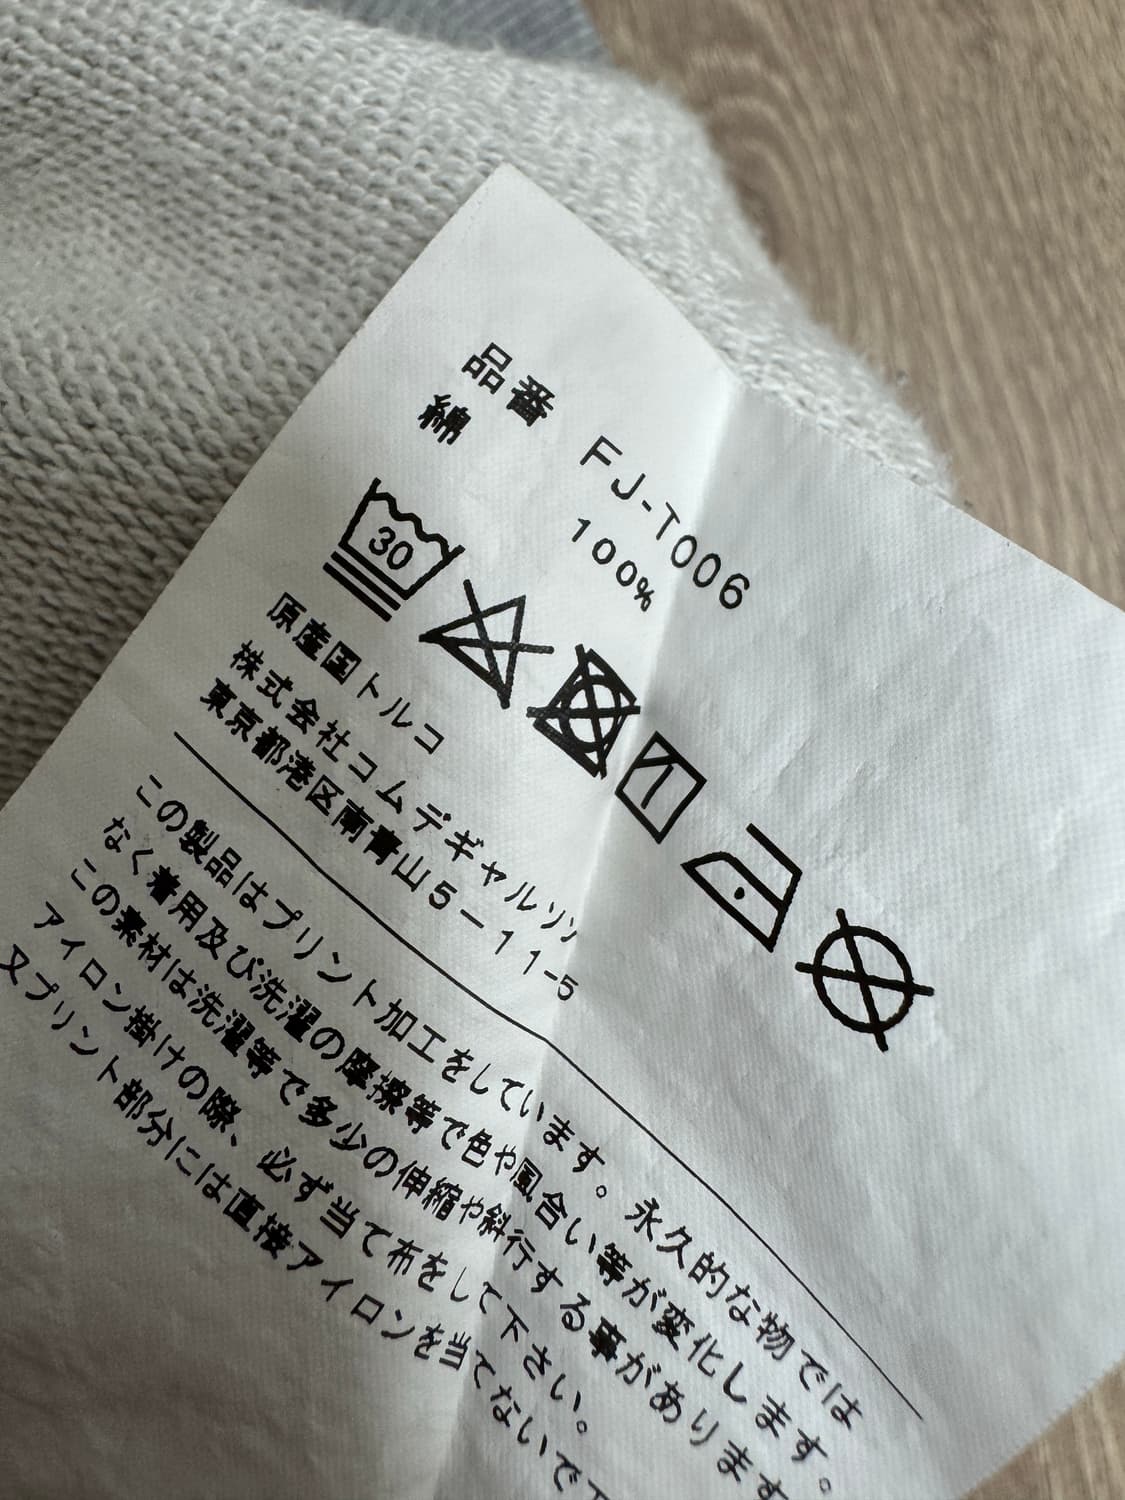 品番 FJ-T006
綿 100%
30
原産国トルコ
株式会社コムデギャルソン
東京都港区南青山5-11-5
この製品はプリント加工をしています。永久的な物では
なく着用及び洗濯の摩擦等で色や風合い等が変化します。
この素材は洗濯等で多少の伸縮や斜行する事があります
アイロン掛けの際、必ず当て布をして下さい。
又プリント部分には直接アイロンを当てないで下